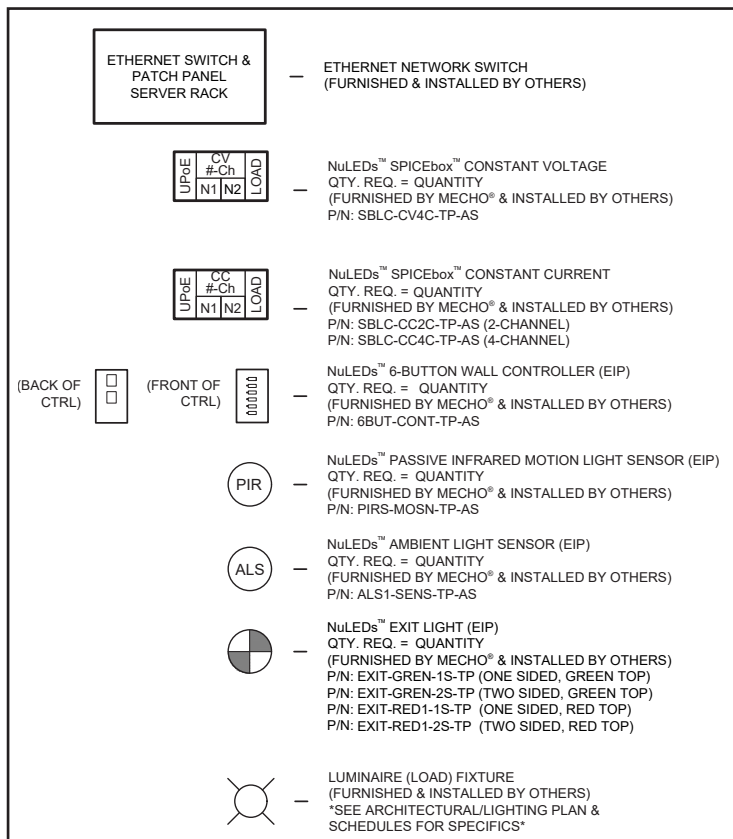 ETHERNET SWITCH &
PATCH PANEL
SERVER RACK
– ETHERNET NETWORK SWITCH
(FURNISHED & INSTALLED BY OTHERS)
UPoE
CV
#-Ch
N1 N2
LOAD
– NuLEDs™ SPICEbox™ CONSTANT VOLTAGE
QTY. REQ. = QUANTITY
(FURNISHED BY MECHO® & INSTALLED BY OTHERS)
P/N: SBLC-CV4C-TP-AS
UPoE
CC
#-Ch
N1 N2
LOAD
– NuLEDs™ SPICEbox™ CONSTANT CURRENT
QTY. REQ. = QUANTITY
(FURNISHED BY MECHO® & INSTALLED BY OTHERS)
P/N: SBLC-CC2C-TP-AS (2-CHANNEL)
P/N: SBLC-CC4C-TP-AS (4-CHANNEL)
(BACK OF
CTRL)
(FRONT OF
CTRL)
– NuLEDs™ 6-BUTTON WALL CONTROLLER (EIP)
QTY. REQ. = QUANTITY
(FURNISHED BY MECHO® & INSTALLED BY OTHERS)
P/N: 6BUT-CONT-TP-AS
PIR
– NuLEDs™ PASSIVE INFRARED MOTION LIGHT SENSOR (EIP)
QTY. REQ. = QUANTITY
(FURNISHED BY MECHO® & INSTALLED BY OTHERS)
P/N: PIRS-MOSN-TP-AS
ALS
– NuLEDs™ AMBIENT LIGHT SENSOR (EIP)
QTY. REQ. = QUANTITY
(FURNISHED BY MECHO® & INSTALLED BY OTHERS)
P/N: ALS1-SENS-TP-AS
– NuLEDs™ EXIT LIGHT (EIP)
QTY. REQ. = QUANTITY
(FURNISHED BY MECHO® & INSTALLED BY OTHERS)
P/N: EXIT-GREN-1S-TP (ONE SIDED, GREEN TOP)
P/N: EXIT-GREN-2S-TP (TWO SIDED, GREEN TOP)
P/N: EXIT-RED1-1S-TP (ONE SIDED, RED TOP)
P/N: EXIT-RED1-2S-TP (TWO SIDED, RED TOP)
– LUMINAIRE (LOAD) FIXTURE
(FURNISHED & INSTALLED BY OTHERS)
*SEE ARCHITECTURAL/LIGHTING PLAN &
SCHEDULES FOR SPECIFICS*